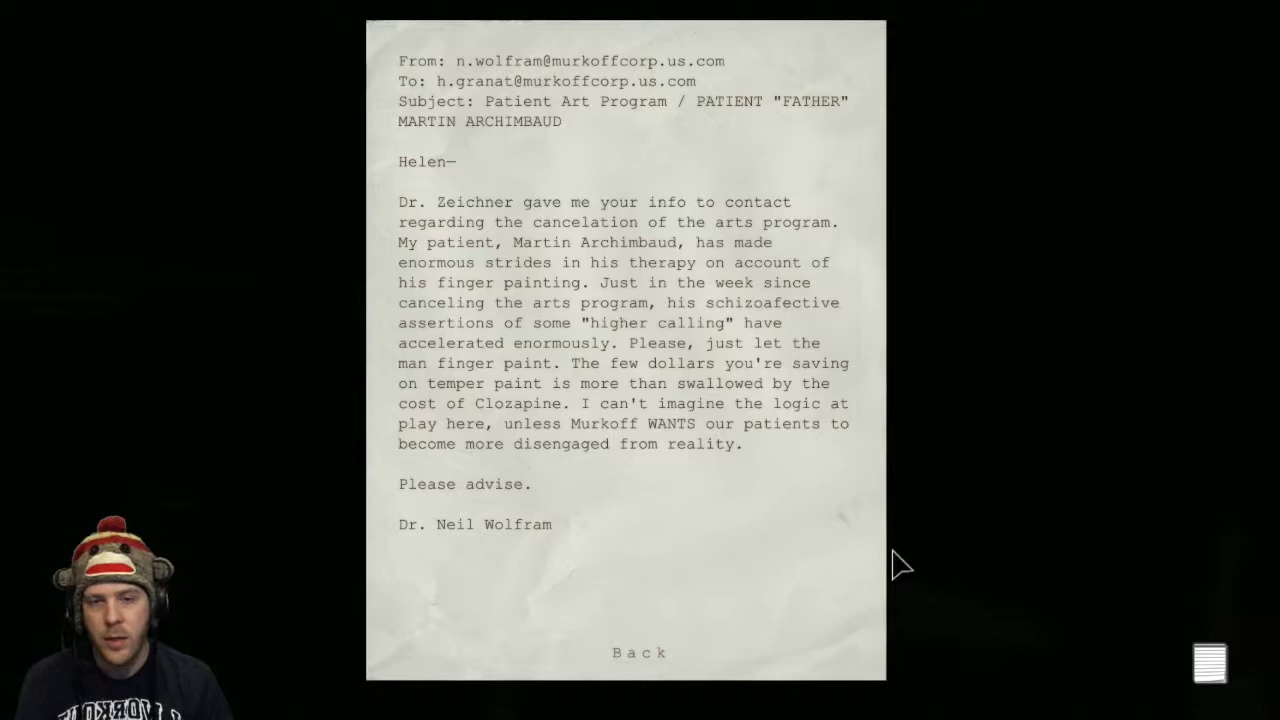 From: n.wolfram@murkoffcorp.us.com
To: h.granat@murkoffcorp.us.com
Subject: Patient Art Program / PATIENT "FATHER"
MARTIN ARCHIMBAUD
Helen—
Dr. Zeichner gave me your info to contact
regarding the cancelation of the arts program.
My patient, Martin Archimbaud, has made
enormous strides in his therapy on account of
his finger painting. Just in the week since
canceling the arts program, his schizoafective
assertions of some "higher calling" have
accelerated enormously. Please, just let the
man finger paint. The few dollars you're saving
on temper paint is more than swallowed by the
cost of Clozapine. I can't imagine the logic at
play here, unless Murkoff WANTS our patients to
become more disengaged from reality.
Please advise.
Dr. Neil Wolfram
Back